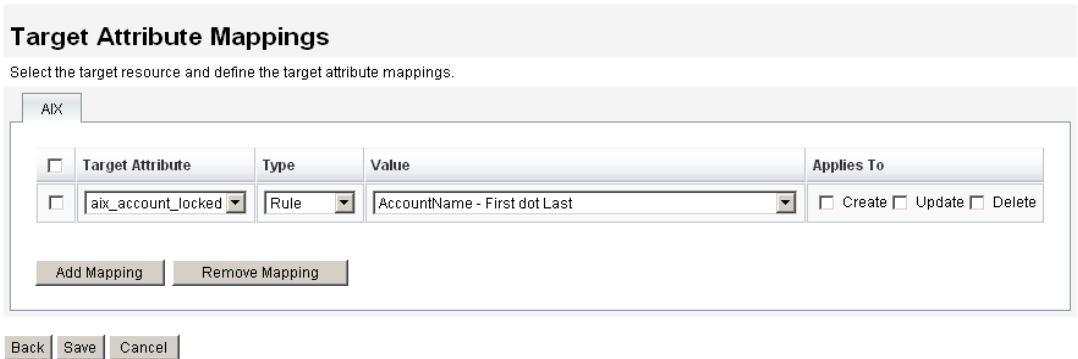 Target Attribute Mappings
Select the target resource and define the target attribute mappings.
AIX
Target Attribute Type Value Applies To
aix_account_locked Rule AccountName - First dot Last Create Update Delete
Add Mapping Remove Mapping
Back Save Cancel